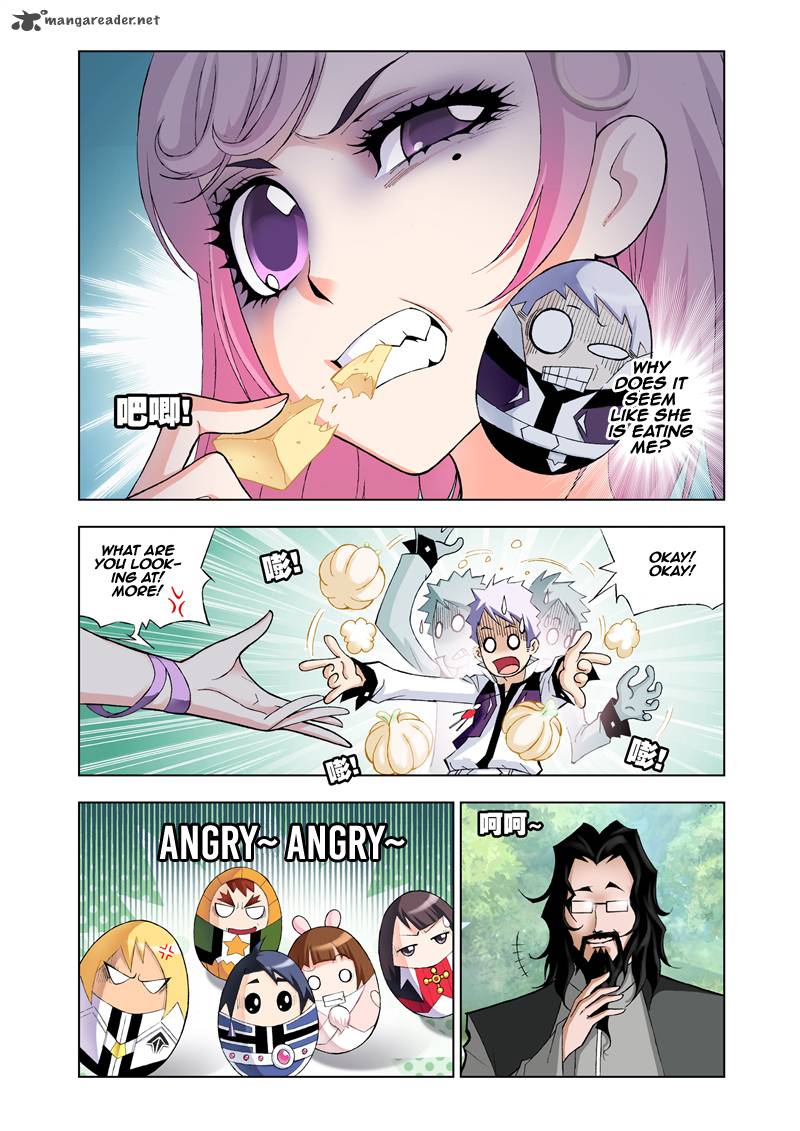 mangareader.net
吧唧!
WHY
DOES IT
SEEM
LIKE SHE
IS EATING
ME?
WHAT ARE
YOU LOOK-
ING AT!
MORE!
嘭!
OKAY!
OKAY!
嘭!
嘭!
ANGRY~ ANGRY~
呵呵~